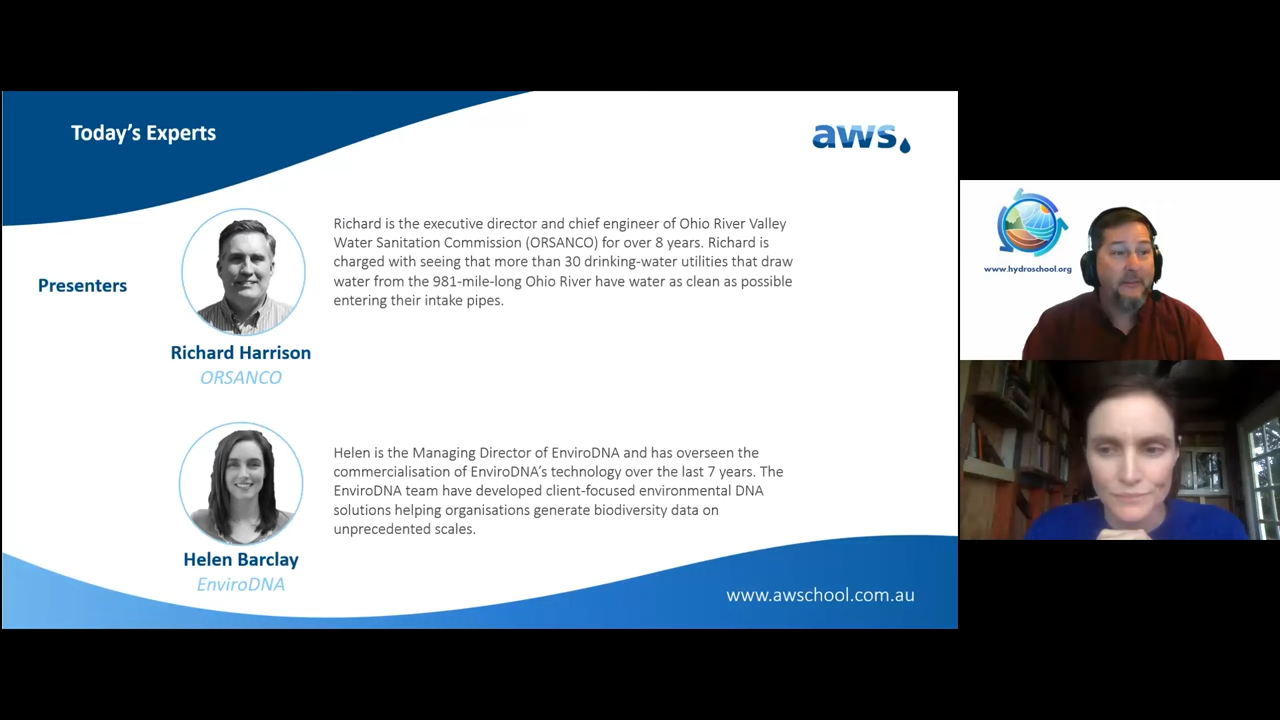 Today's Experts
aws
Presenters
Richard is the executive director and chief engineer of Ohio River Valley
Water Sanitation Commission (ORSANCO) for over 8 years. Richard is
charged with seeing that more than 30 drinking-water utilities that draw
water from the 981-mile-long Ohio River have water as clean as possible
entering their intake pipes.
Richard Harrison
ORSANCO
Helen is the Managing Director of EnviroDNA and has overseen the
commercialisation of EnviroDNA's technology over the last 7 years. The
EnviroDNA team have developed client-focused environmental DNA
solutions helping organisations generate biodiversity data on
unprecedented scales.
Helen Barclay
EnviroDNA
www.awschool.com.au
www.hydroschool.org